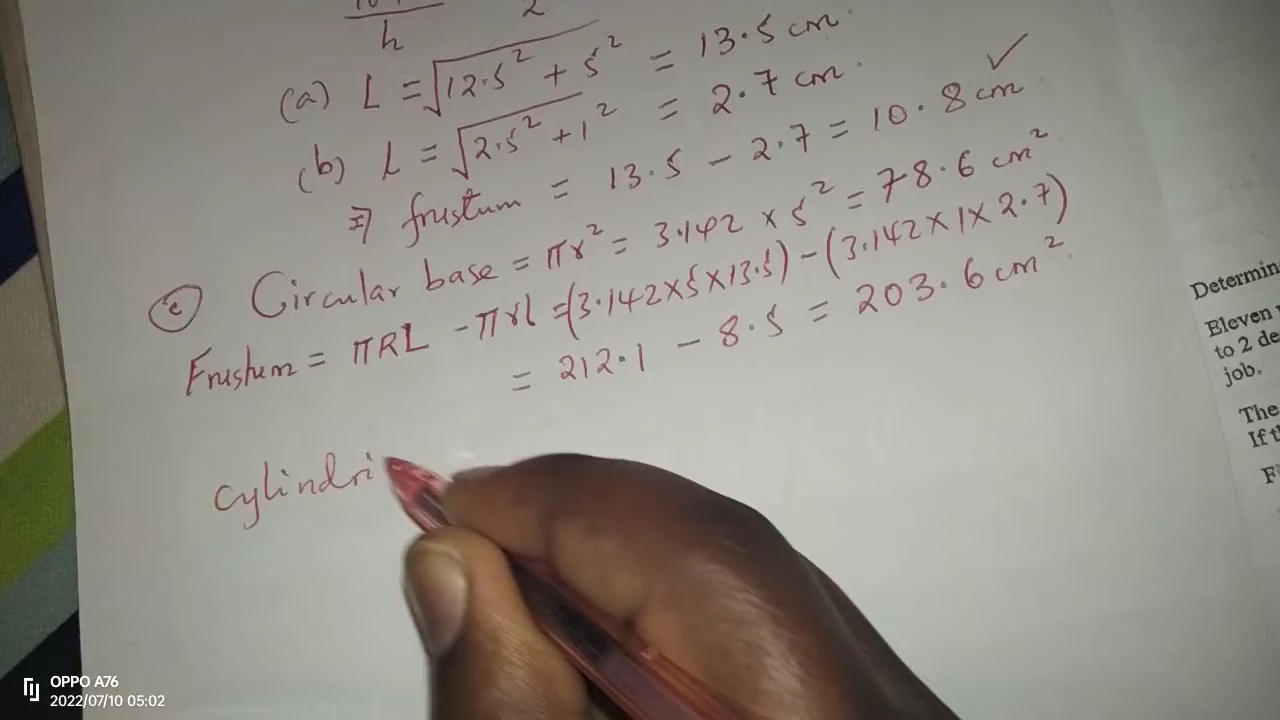 h 2
(a) L = √12.5² + 5² = 13.5 cm
(b) L = √2.5² + 1² = 2.7 cm.
⇒ frustum = 13.5 - 2.7 = 10.8 cm ✓
(c) Circular base = πr² = 3.142 × 5² = 78.6 cm²
Frustum = πRL - πrl = (3.142×5×13.5) - (3.142×1×2.7)
= 212.1 - 8.5 = 203.6 cm².
Cylindri
Determin
Eleven
to 2 de
job.
The
If t
F
OPPO A76
2022/07/10 05:02